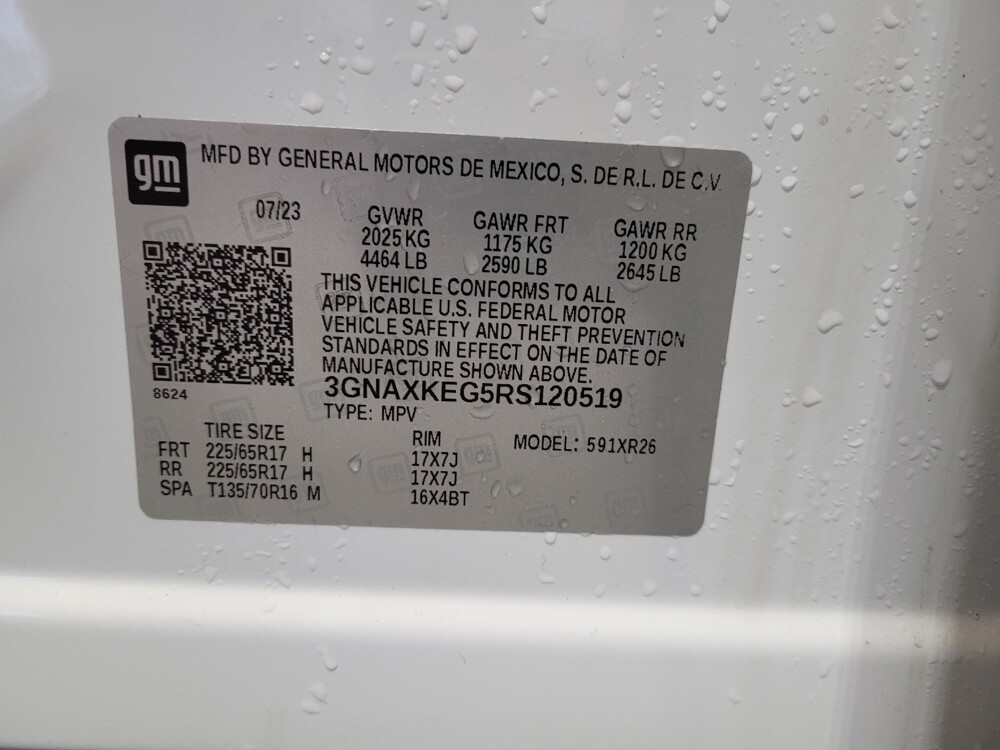 gm
MFD BY GENERAL MOTORS DE MEXICO, S. DE R.L. DE C.V.
07/23 GVWR GAWR FRT GAWR RR
2025 KG 1175 KG 1200 KG
4464 LB 2590 LB 2645 LB
THIS VEHICLE CONFORMS TO ALL
APPLICABLE U.S. FEDERAL MOTOR
VEHICLE SAFETY AND THEFT PREVENTION
STANDARDS IN EFFECT ON THE DATE OF
MANUFACTURE SHOWN ABOVE.
8624
3GNAXKEG5RS120519
TYPE: MPV
TIRE SIZE RIM MODEL: 591XR26
FRT 225/65R17 H 17X7J
RR 225/65R17 H 17X7J
SPA T135/70R16 M 16X4BT